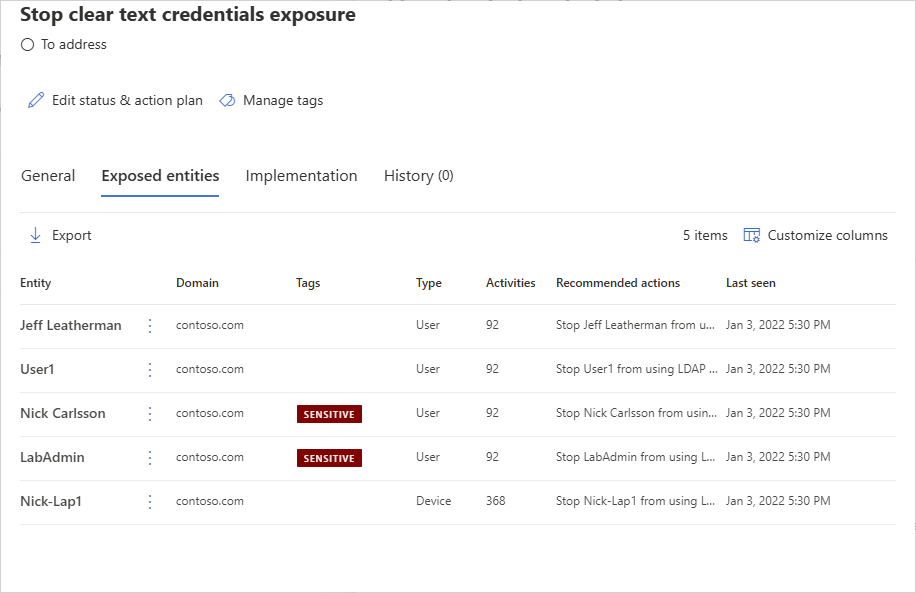 Stop clear text credentials exposure
To address
Edit status & action plan Manage tags
General Exposed entities Implementation History (0)
Export 5 items Customize columns
Entity Domain Tags Type Activities Recommended actions Last seen
Jeff Leatherman contoso.com User 92 Stop Jeff Leatherman from u... Jan 3, 2022 5:30 PM
User1 contoso.com User 92 Stop User1 from using LDAP ... Jan 3, 2022 5:30 PM
Nick Carlsson contoso.com SENSITIVE User 92 Stop Nick Carlsson from usin... Jan 3, 2022 5:30 PM
LabAdmin contoso.com SENSITIVE User 92 Stop LabAdmin from using L... Jan 3, 2022 5:30 PM
Nick-Lap1 contoso.com Device 368 Stop Nick-Lap1 from using L... Jan 3, 2022 5:30 PM